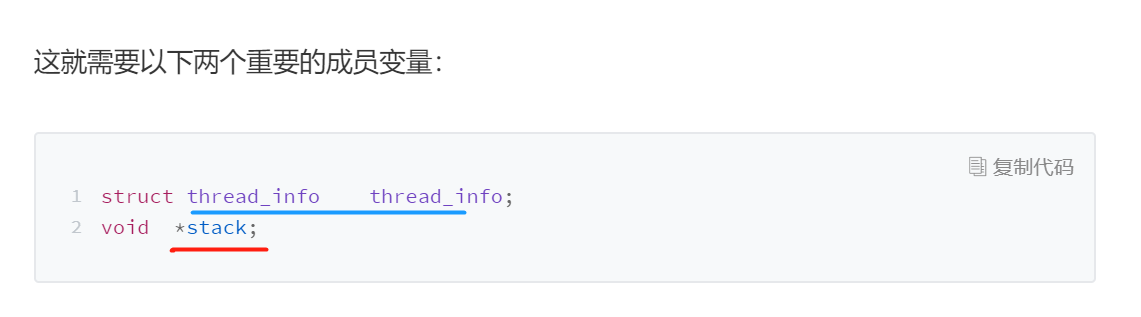 这就需要以下两个重要的成员变量：
复制代码
1 struct thread_info    thread_info;
2 void  *stack;